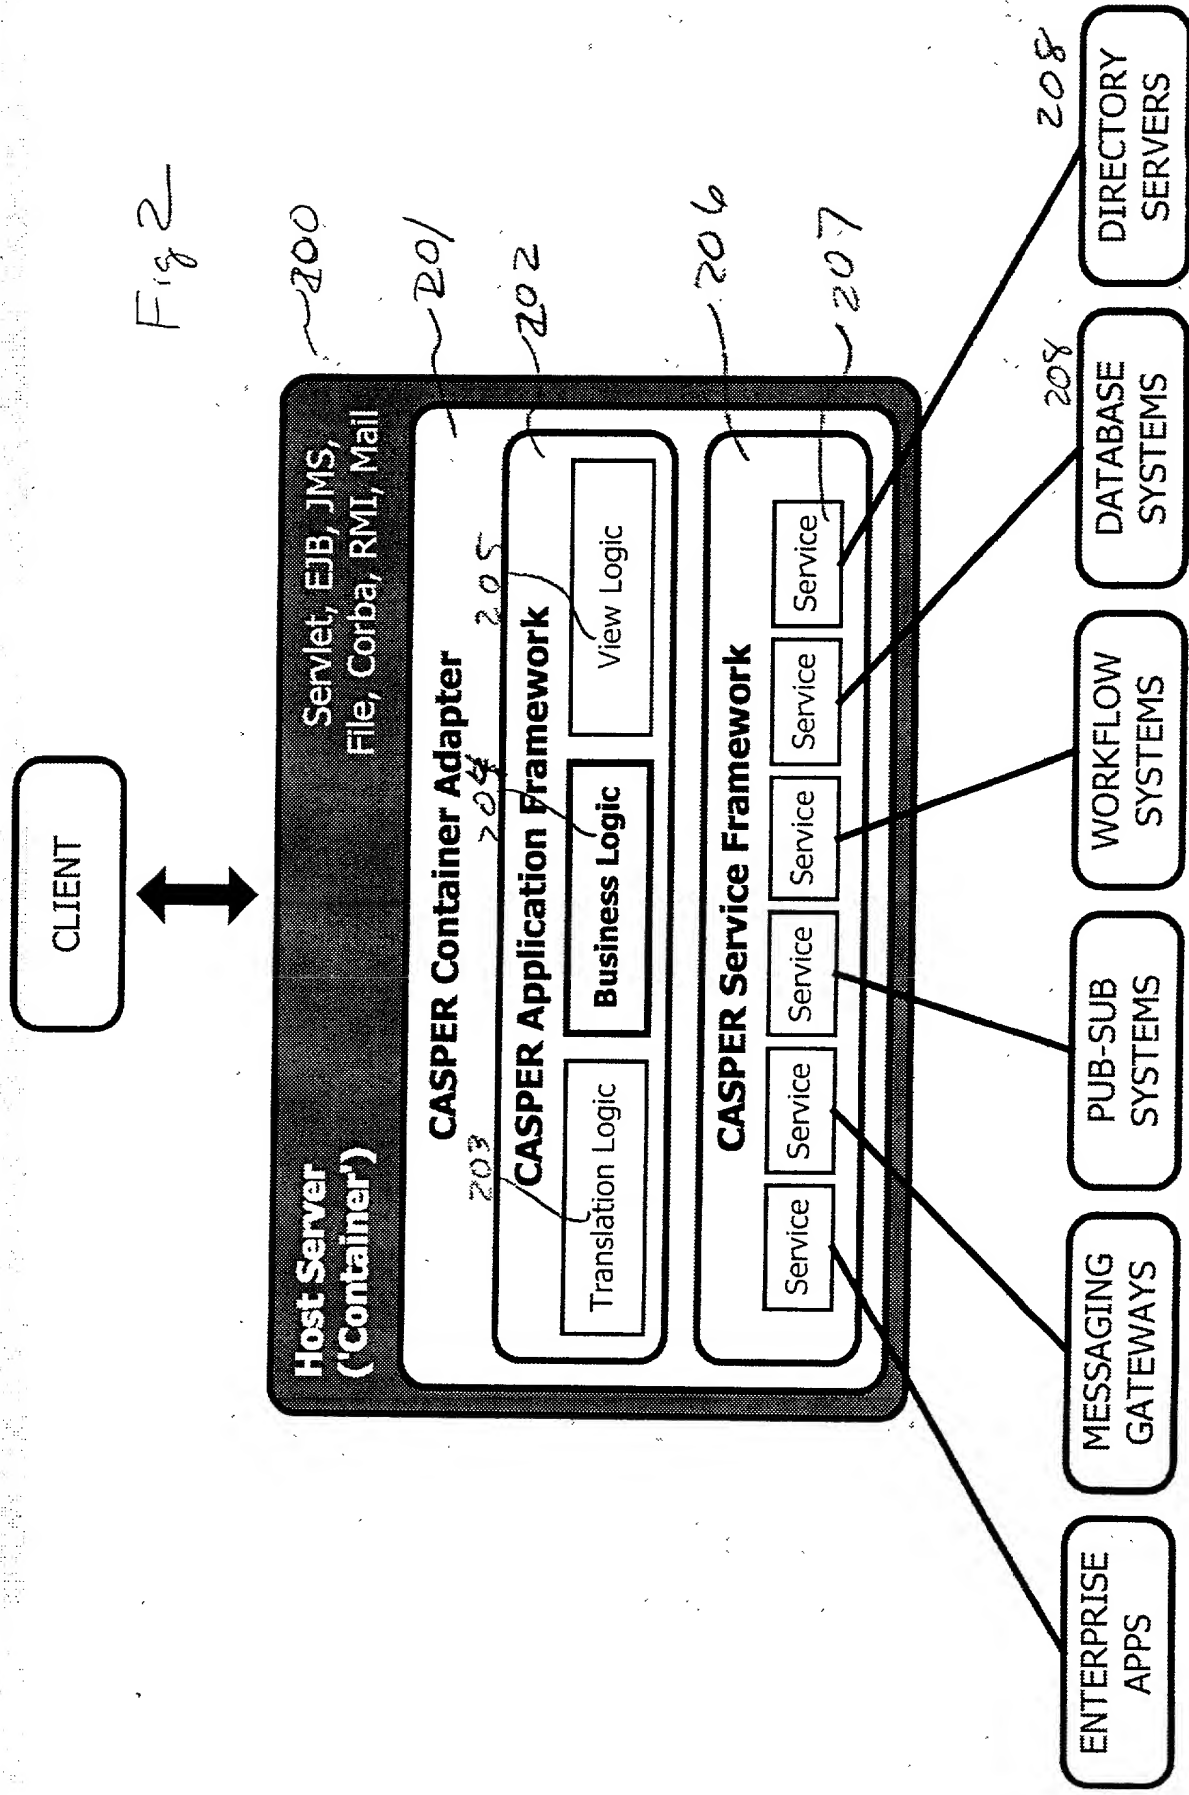 Fig 2
CLIENT
200
Host Server
('Container')
Servlet, EJB, JMS,
File, Corba, RMI, Mail
201
CASPER Container Adapter
203
204
205
202
CASPER Application Framework
Translation Logic
Business Logic
View Logic
206
CASPER Service Framework
Service
Service
Service
Service
Service
Service
207
208
208
ENTERPRISE
APPS
MESSAGING
GATEWAYS
PUB-SUB
SYSTEMS
WORKFLOW
SYSTEMS
DATABASE
SYSTEMS
DIRECTORY
SERVERS